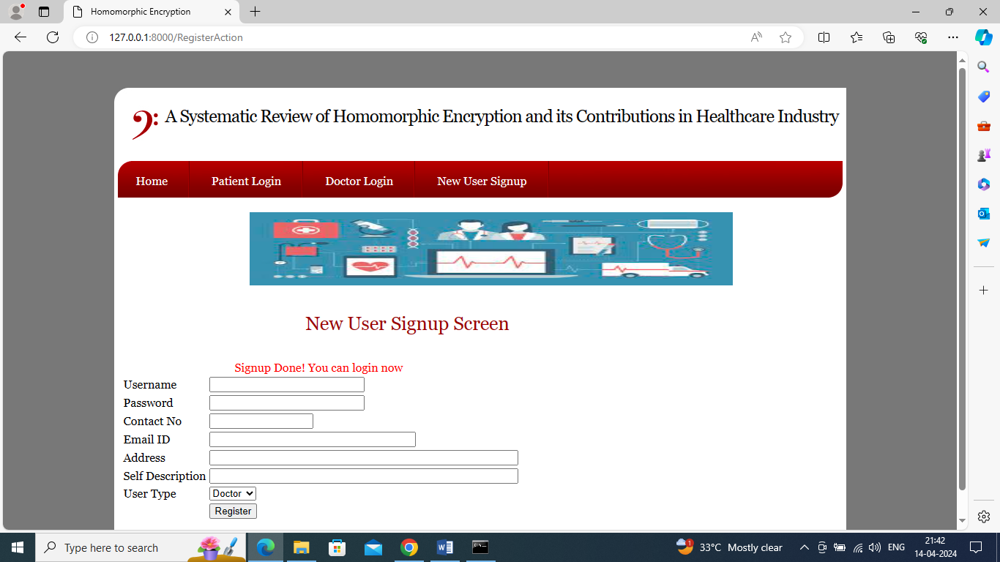 Homomorphic Encryption
127.0.0.1:8000/RegisterAction
A Systematic Review of Homomorphic Encryption and its Contributions in Healthcare Industry
Home Patient Login Doctor Login New User Signup
New User Signup Screen
Signup Done! You can login now
Username
Password
Contact No
Email ID
Address
Self Description
User Type Doctor
Register
Type here to search
1 33°C Mostly clear ENG 21:42
14-04-2024